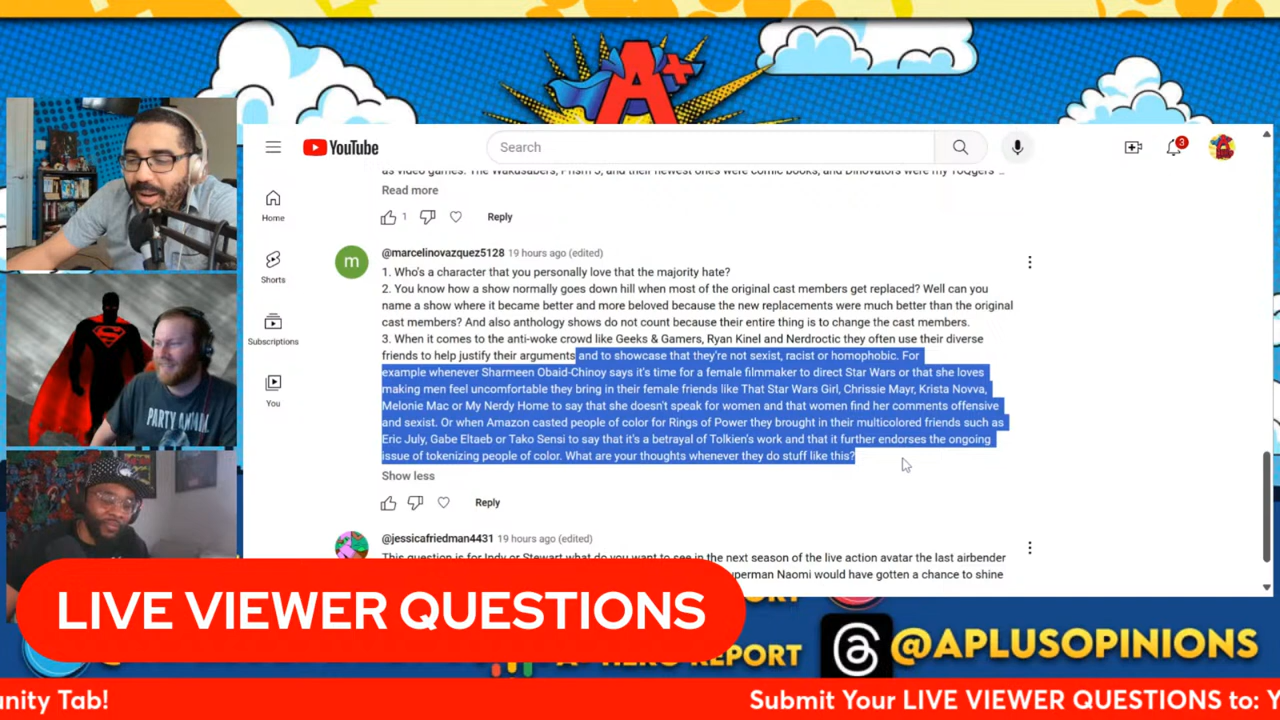 A+
YouTube
Search
3
Home
Shorts
Subscriptions
You
as video games. The Wakusabers, Prism 5, and their newest ones were comic books, and Dinovators were my YoQgers ..
Read more
1
Reply
m
@marcelinovazquez5128 19 hours ago (edited)
1. Who's a character that you personally love that the majority hate?
2. You know how a show normally goes down hill when most of the original cast members get replaced? Well can you
name a show where it became better and more beloved because the new replacements were much better than the original
cast members? And also anthology shows do not count because their entire thing is to change the cast members.
3. When it comes to the anti-woke crowd like Geeks & Gamers, Ryan Kinel and Nerdroctic they often use their diverse
friends to help justify their arguments and to showcase that they're not sexist, racist or homophobic. For
example whenever Sharmeen Obaid-Chinoy says it's time for a female filmmaker to direct Star Wars or that she loves
making men feel uncomfortable they bring in their female friends like That Star Wars Girl, Chrissie Mayr, Krista Novva,
Melonie Mac or My Nerdy Home to say that she doesn't speak for women and that women find her comments offensive
and sexist. Or when Amazon casted people of color for Rings of Power they brought in their multicolored friends such as
Eric July, Gabe Eltaeb or Tako Sensi to say that it's a betrayal of Tolkien's work and that it further endorses the ongoing
issue of tokenizing people of color. What are your thoughts whenever they do stuff like this?
Show less
Reply
@jessicafriedman4431 19 hours ago (edited)
This question is for Indy or Stewart what do you want to see in the next season of the live action avatar the last airbender
uperman Naomi would have gotten a chance to shine
PARTY ANIMAL
LIVE VIEWER QUESTIONS
REPORT
@APLUSOPINIONS
nity Tab!
Submit Your LIVE VIEWER QUESTIONS to: Y